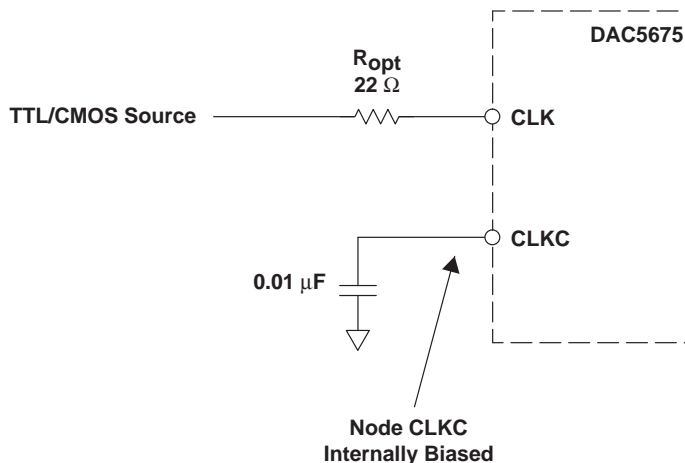 DAC5675
Ropt
22 Ω
TTL/CMOS Source
CLK
CLKC
0.01 μF
Node CLKC
Internally Biased